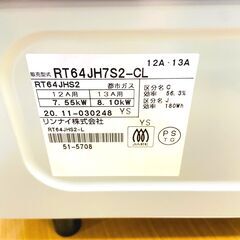 12A・13A
販売型式 RT64JH7S2-CL
RT64JHS2 都市ガス
12A用 13A用
7.55kW 8.10kW
区分名 C
効率 56.3%
区分名 J
効率 180Wh
20.11-030248 YS
リンナイ株式会社
RT64JHS2-L
51-5708
JIA
PS
TG
YS